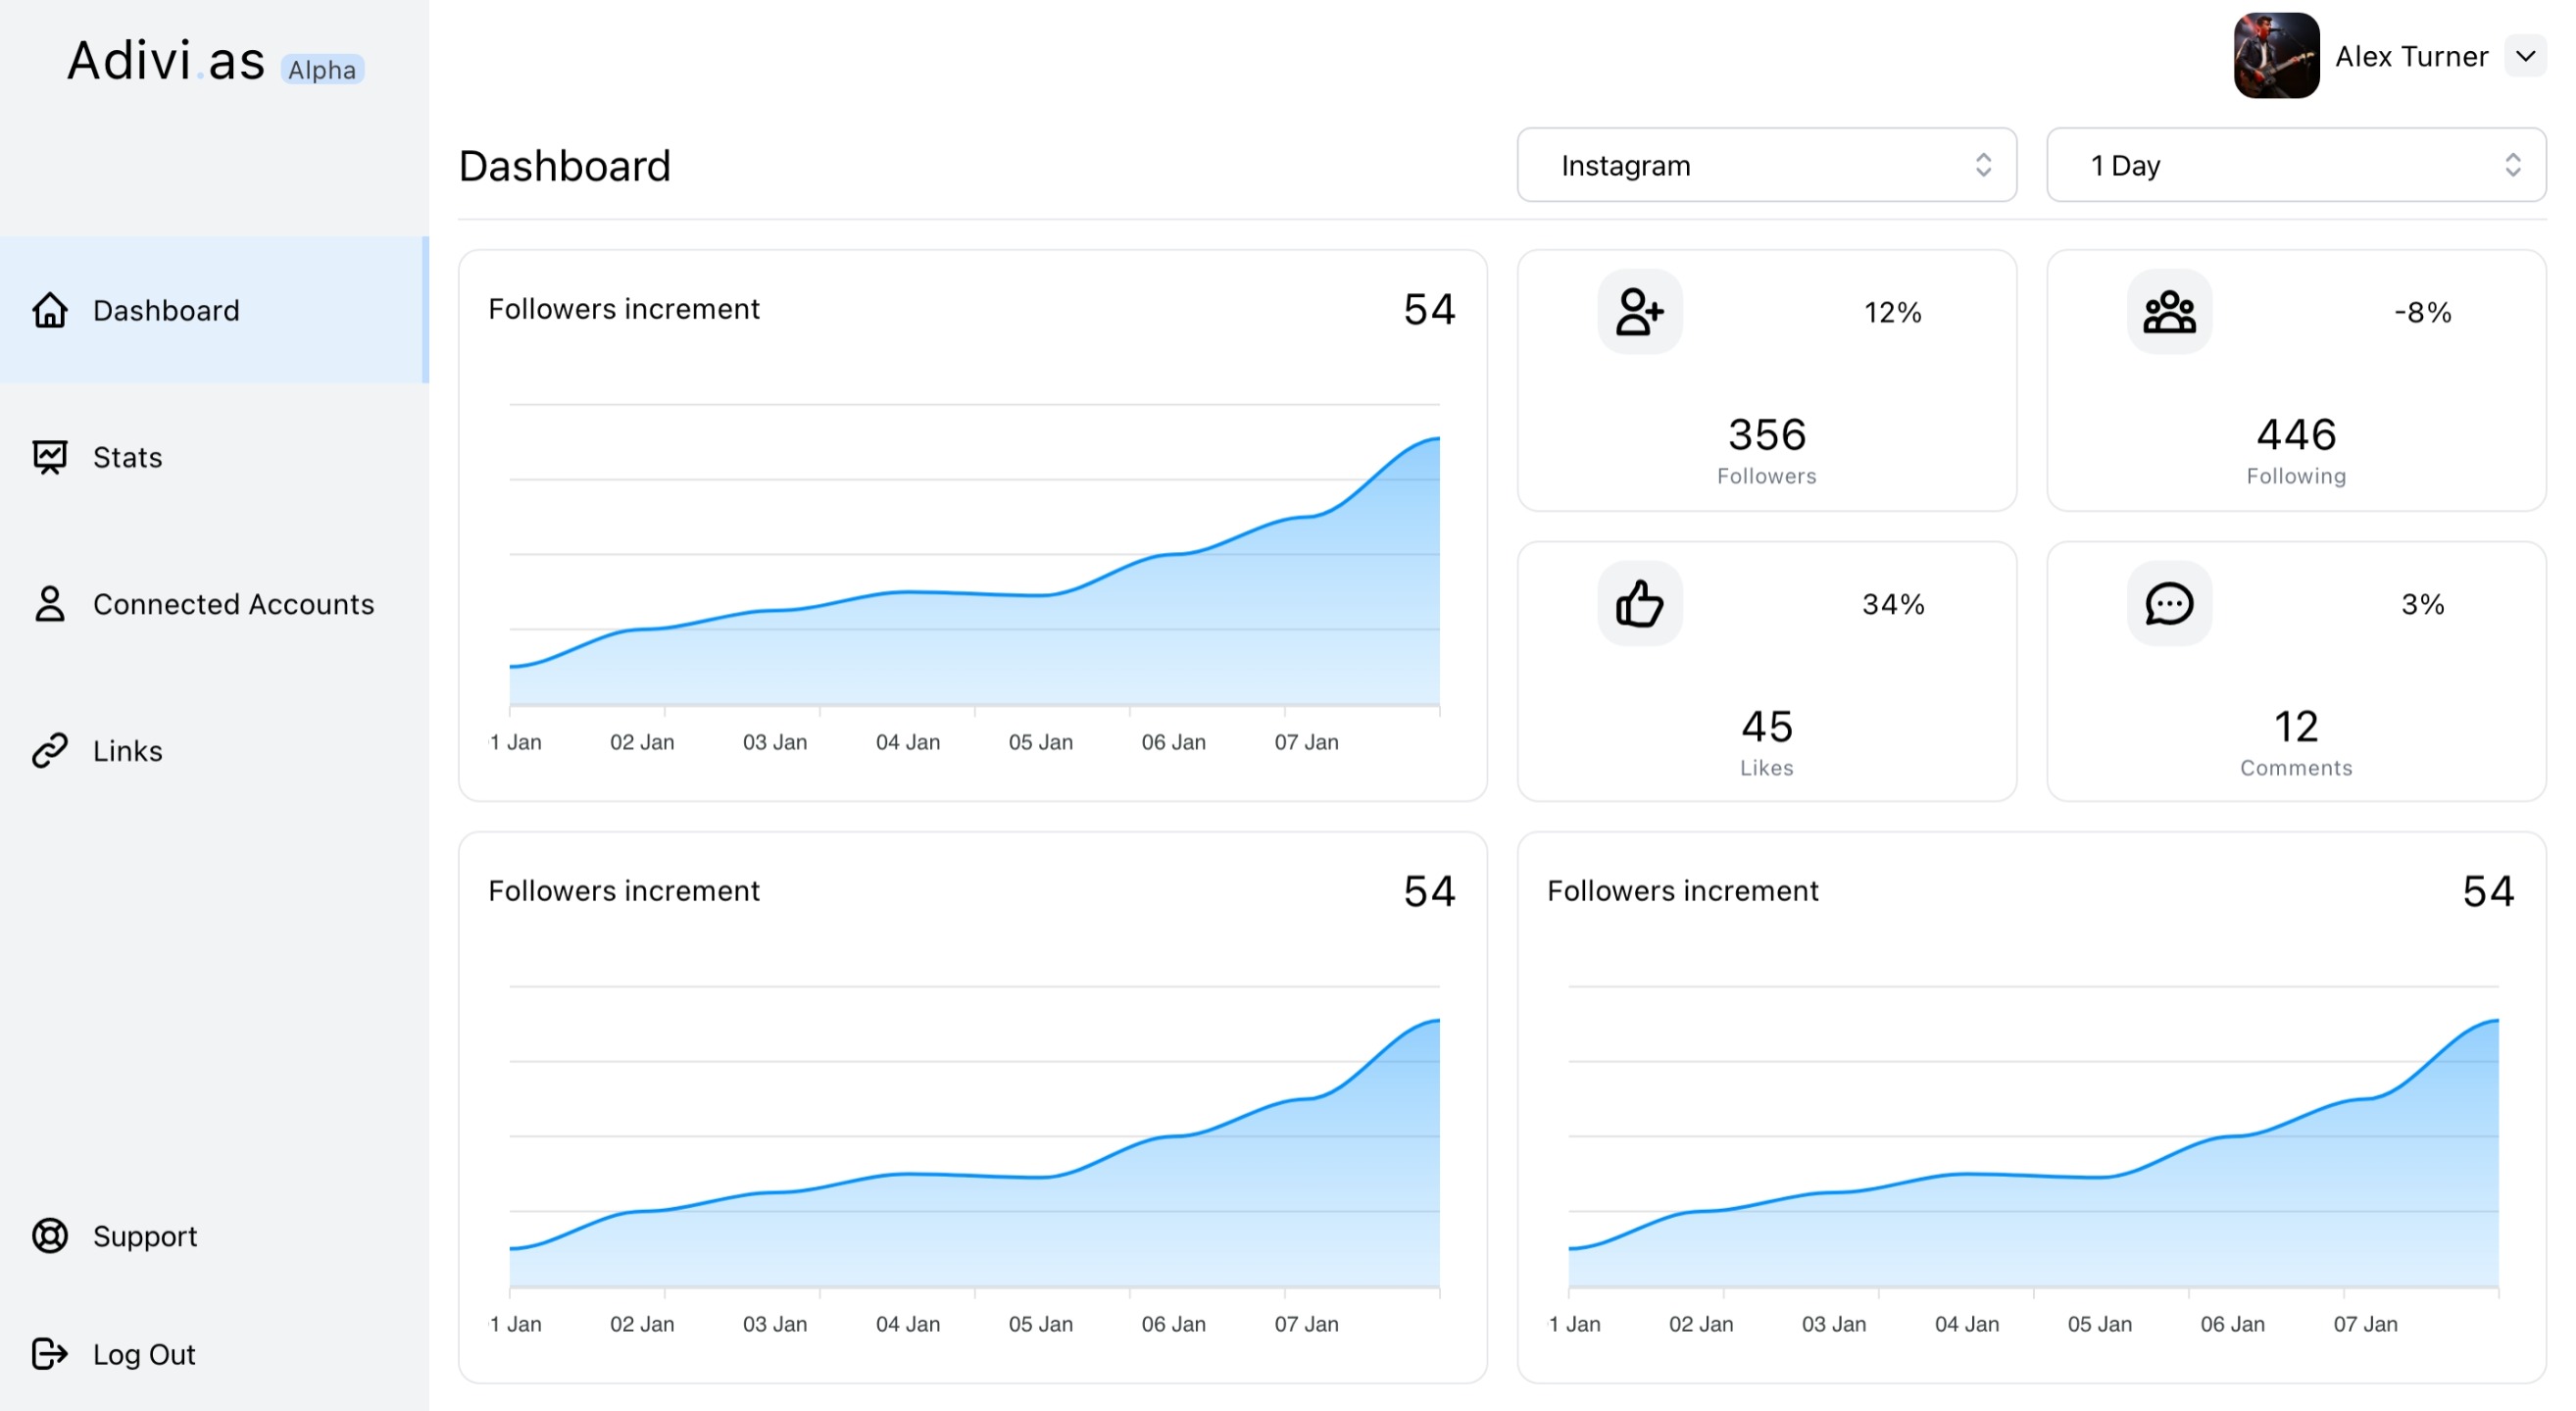 Adivi.as Alpha
Alex Turner
Dashboard
Instagram
1 Day
Dashboard
Stats
Connected Accounts
Links
Support
Log Out
Followers increment 54
1 Jan 02 Jan 03 Jan 04 Jan 05 Jan 06 Jan 07 Jan
12%
356
Followers
-8%
446
Following
34%
45
Likes
3%
12
Comments
Followers increment 54
1 Jan 02 Jan 03 Jan 04 Jan 05 Jan 06 Jan 07 Jan
Followers increment 54
1 Jan 02 Jan 03 Jan 04 Jan 05 Jan 06 Jan 07 Jan